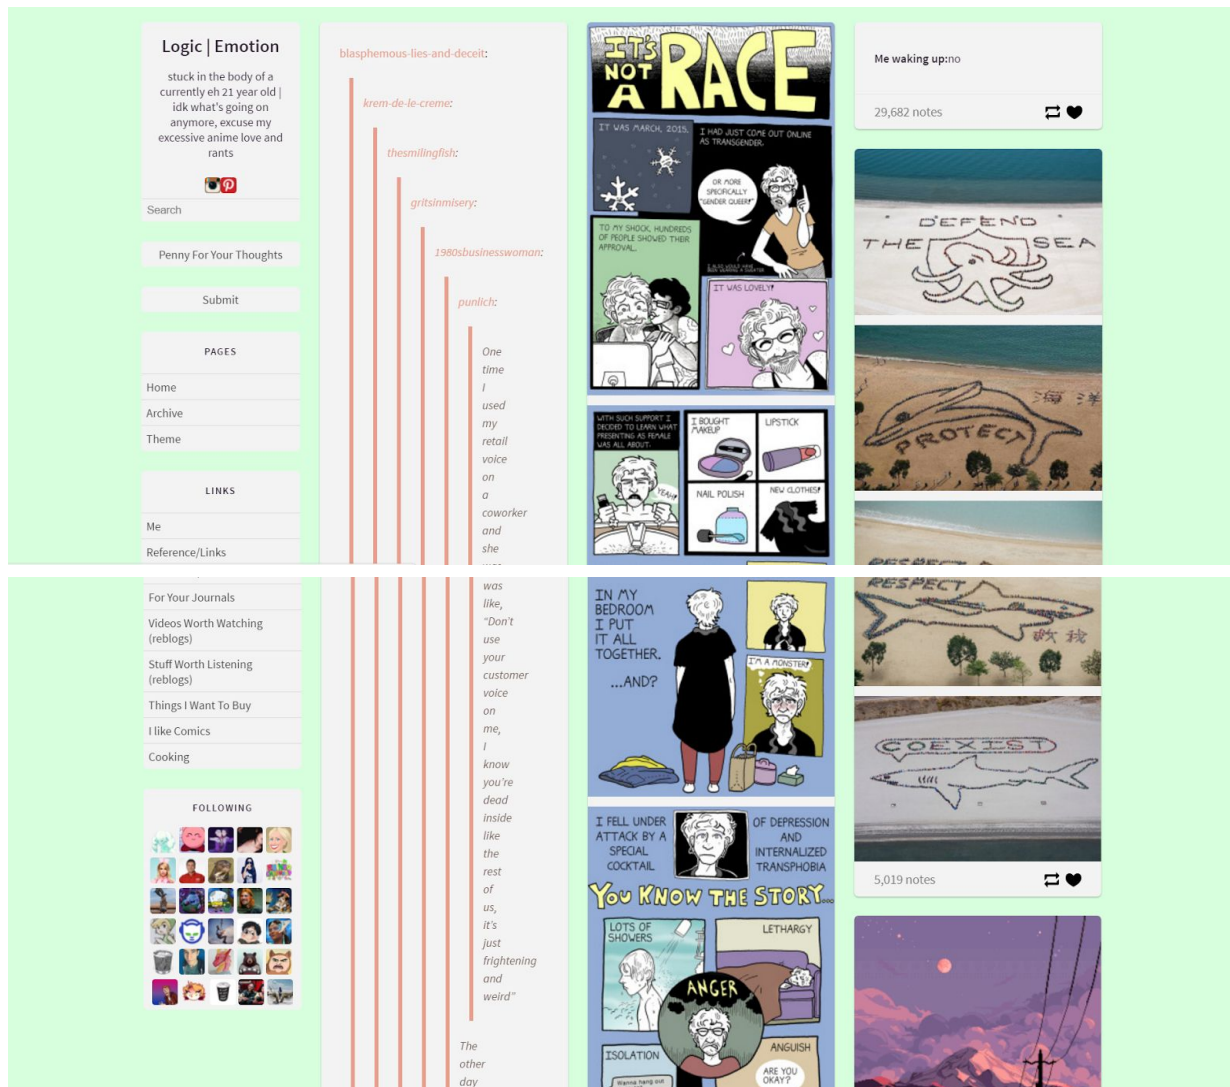 Logic | Emotion
stuck in the body of a
currently eh 21 year old |
idk what's going on
anymore, excuse my
excessive anime love and
rants
Search
Penny For Your Thoughts
Submit
PAGES
Home
Archive
Theme
LINKS
Me
Reference/Links
For Your Journals
Videos Worth Watching
(reblogs)
Stuff Worth Listening
(reblogs)
Things I Want To Buy
I like Comics
Cooking
FOLLOWING
blasphemous-lies-and-deceit:
krem-de-le-creme:
thesmilingfish:
gritsinmisery:
1980sbusinesswoman:
punlich:
One
time
I
used
my
retail
voice
on
a
coworker
and
she
was
like,
“Don’t
use
your
customer
voice
on
me,
I
know
you’re
dead
inside
like
the
rest
of
us,
it’s
just
frightening
and
weird”
The
other
day
IT'S
NOT
A
RACE
IT WAS MARCH, 2015.
I HAD JUST COME OUT ONLINE
AS TRANSGENDER.
OR MORE
SPECIFICALLY
"GENDER QUEER!"
TO MY SHOCK, HUNDREDS
OF PEOPLE SHOWED THEIR
APPROVAL.
IT WAS LOVELY!
WITH SUCH SUPPORT I
DECIDED TO LEARN WHAT
PRESENTING AS FEMALE
WAS ALL ABOUT.
YEAH!
I BOUGHT
MAKEUP
LIPSTICK
NAIL POLISH
NEW CLOTHES!
IN MY
BEDROOM
I PUT
IT ALL
TOGETHER.
...AND?
I'M A MONSTER!
I FELL UNDER
ATTACK BY A
SPECIAL
COCKTAIL
OF DEPRESSION
AND
INTERNALIZED
TRANSPHOBIA
YOU KNOW THE STORY...
LOTS OF
SHOWERS
LETHARGY
ANGER
ISOLATION
Wanna hang out
ANGUISH
ARE YOU
OKAY?
Me waking up:no
29,682 notes
DEFEND
THE SEA
PROTECT
海洋
RESPECT
COEXIST
5,019 notes